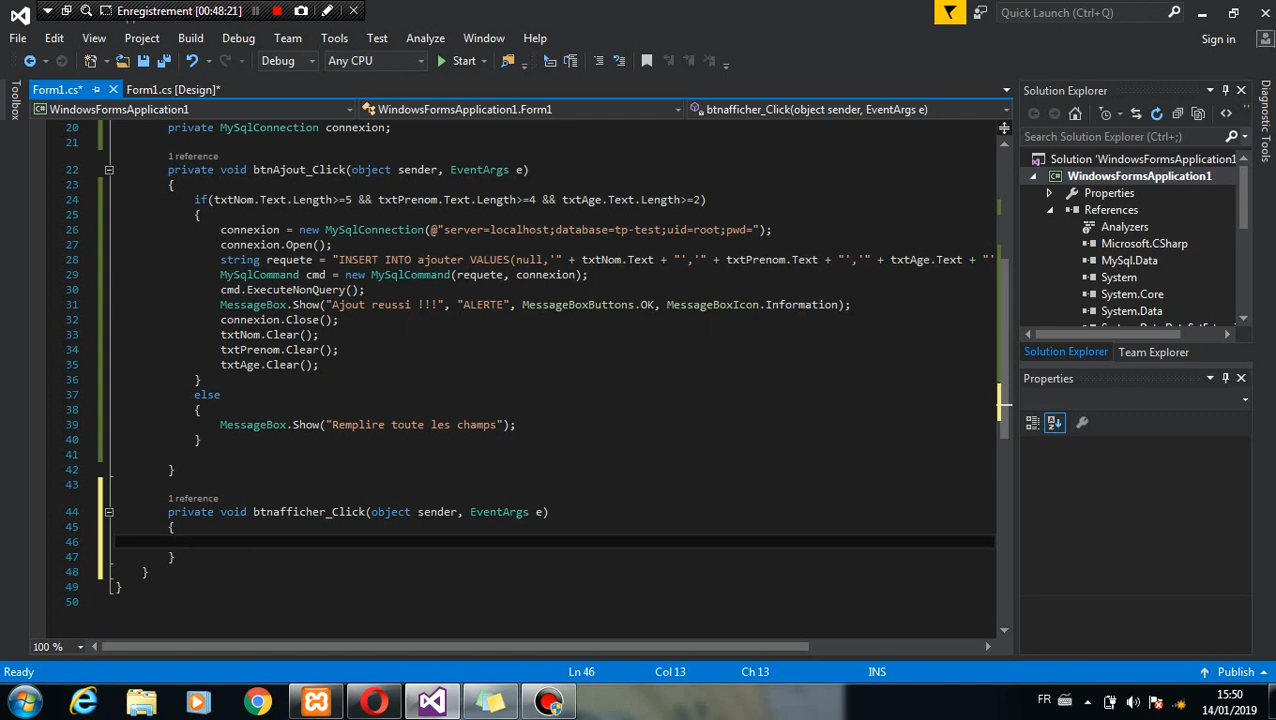 Enregistrement [00:48:21]
Quick Launch (Ctrl+Q)
File Edit View Project Build Debug Team Tools Test Analyze Window Help
Sign in
Debug Any CPU Start
Toolbox
Form1.cs* Form1.cs [Design]*
WindowsFormsApplication1 WindowsFormsApplication1.Form1 btnafficher_Click(object sender, EventArgs e)
20 private MySqlConnection connexion;
21
1 reference
22 private void btnAjout_Click(object sender, EventArgs e)
23 {
24 if(txtNom.Text.Length>=5 && txtPrenom.Text.Length>=4 && txtAge.Text.Length>=2)
25 {
26 connexion = new MySqlConnection(@"server=localhost;database=tp-test;uid=root;pwd=");
27 connexion.Open();
28 string requete = "INSERT INTO ajouter VALUES(null,'" + txtNom.Text + "','" + txtPrenom.Text + "','" + txtAge.Text + "'
29 MySqlCommand cmd = new MySqlCommand(requete, connexion);
30 cmd.ExecuteNonQuery();
31 MessageBox.Show("Ajout reussi !!!", "ALERTE", MessageBoxButtons.OK, MessageBoxIcon.Information);
32 connexion.Close();
33 txtNom.Clear();
34 txtPrenom.Clear();
35 txtAge.Clear();
36 }
37 else
38 {
39 MessageBox.Show("Remplire toute les champs");
40 }
41
42 }
43
1 reference
44 private void btnafficher_Click(object sender, EventArgs e)
45 {
46
47 }
48 }
49 }
50
100 %
Solution Explorer
Search Solution Explorer (Ctrl+;)
Solution 'WindowsFormsApplication1
WindowsFormsApplication1
Properties
References
Analyzers
Microsoft.CSharp
MySql.Data
System
System.Core
System.Data
Solution Explorer Team Explorer
Properties
Diagnostic Tools
Ready Ln 46 Col 13 Ch 13 INS Publish
FR
15:50
14/01/2019